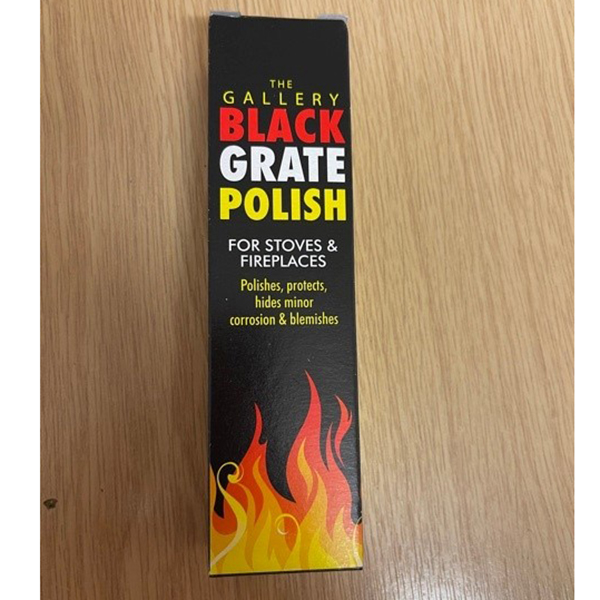 THE
GALLERY
BLACK
GRATE
POLISH
FOR STOVES &
FIREPLACES
Polishes, protects,
hides minor
corrosion & blemishes